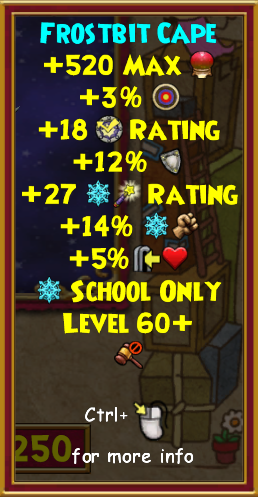 Frostbit Cape
+520 Max
+3%
+18 Rating
+12%
+27 Rating
+14%
+5%
School Only
Level 60+
Ctrl+
250
for more info